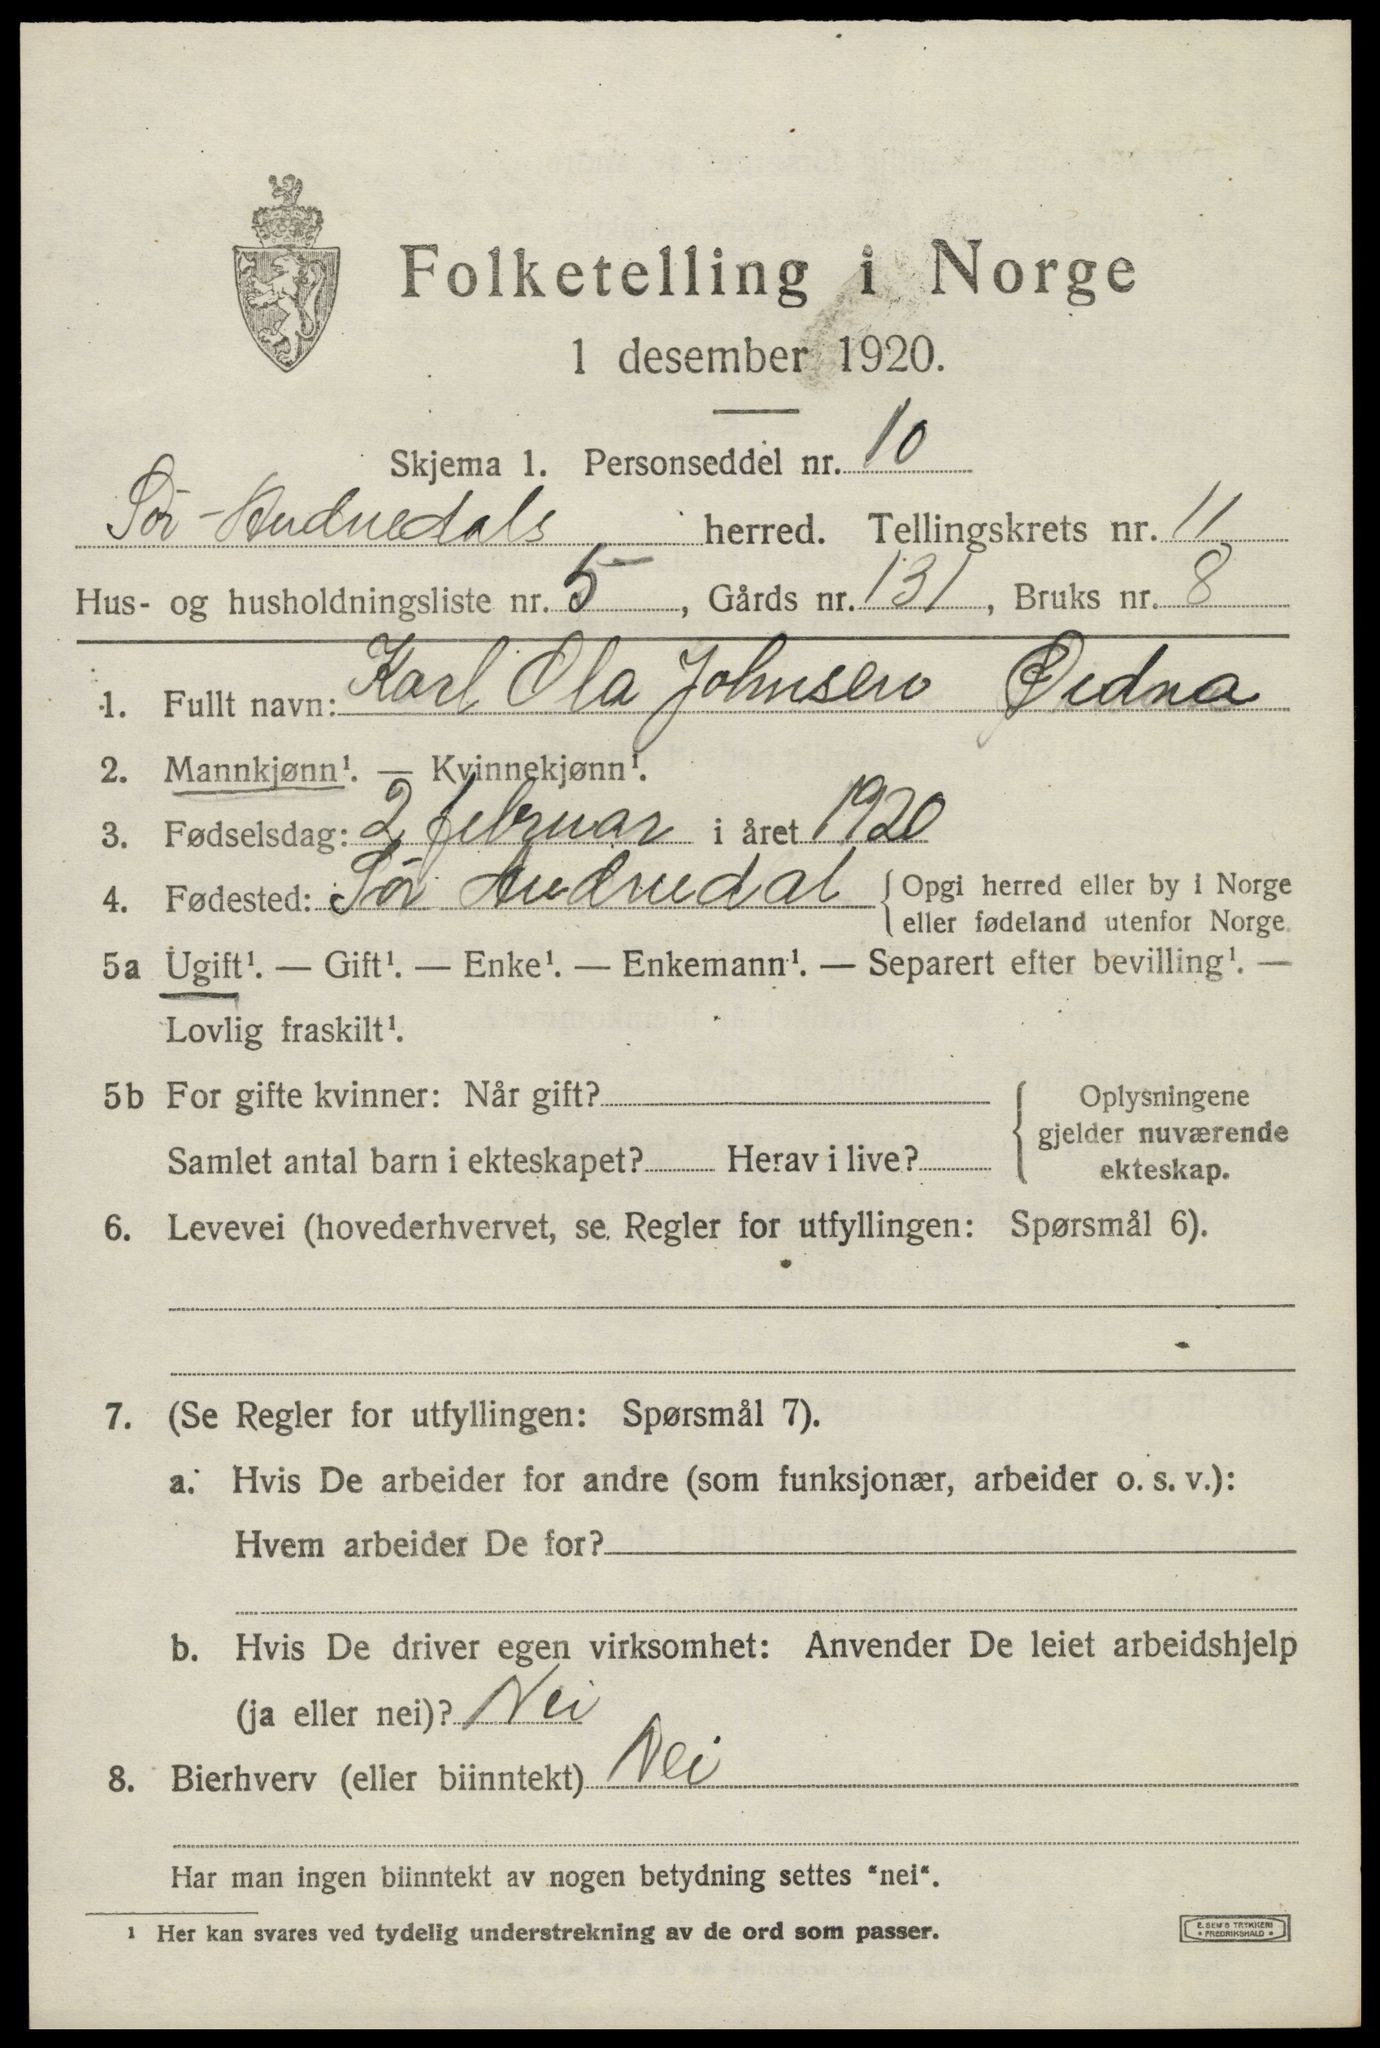 Folketelling i Norge
1 desember 1920.
Skjema 1. Personseddel nr. 10
Sör-Audnedals herred. Tellingskrets nr. 11
Hus- og husholdningsliste nr. 5, Gårds nr. 131, Bruks nr. 8
1. Fullt navn: Karl Ola Johnsen Øidna
2. Mannkjønn¹. — Kvinnekjønn¹.
3. Fødselsdag: 2 februar i året 1920
4. Fødested: Sör Audnedal { Opgi herred eller by i Norge
eller fødeland utenfor Norge.
5a Ugift¹. — Gift¹. — Enke¹. — Enkemann¹. — Separert efter bevilling¹. —
Lovlig fraskilt¹.
5b For gifte kvinner: Når gift? { Oplysningene
gjelder nuværende
Samlet antal barn i ekteskapet? Herav i live? ekteskap.
6. Levevei (hovederhvervet, se Regler for utfyllingen: Spørsmål 6).
7. (Se Regler for utfyllingen: Spørsmål 7).
a. Hvis De arbeider for andre (som funksjonær, arbeider o. s. v.):
Hvem arbeider De for?
b. Hvis De driver egen virksomhet: Anvender De leiet arbeidshjelp
(ja eller nei)? Nei
8. Bierhverv (eller biinntekt) Nei
Har man ingen biinntekt av nogen betydning settes "nei".
¹ Her kan svares ved tydelig understrekning av de ord som passer.
E. SEM'S TRYKKERI
• FREDRIKSHALD •